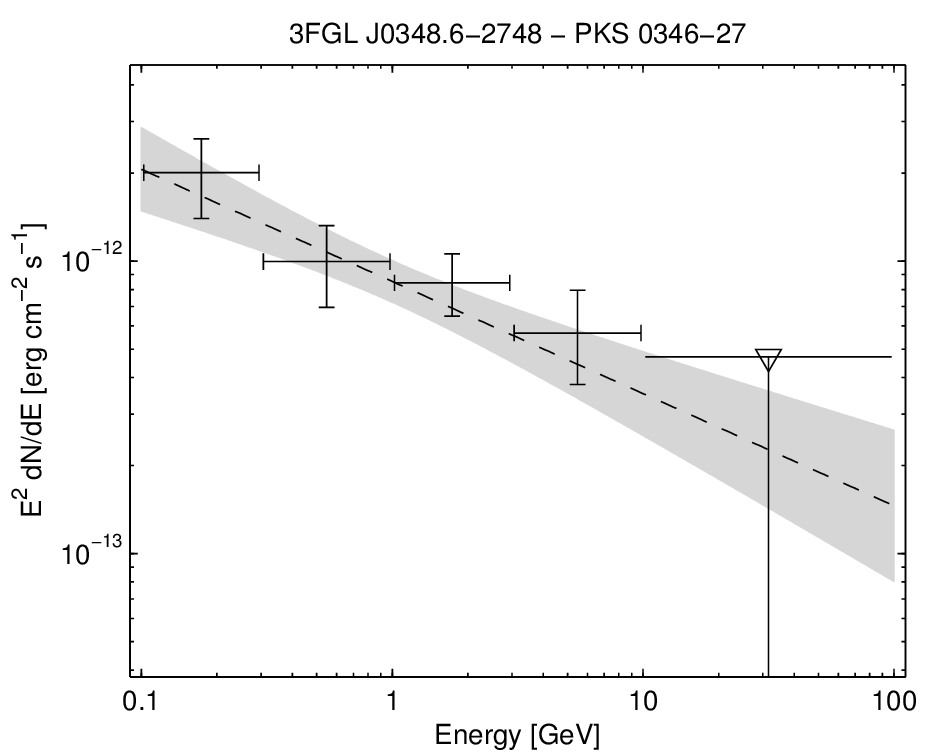 3FGL J0348.6−2748 − PKS 0346−27
E² dN/dE [erg cm⁻² s⁻¹]
10⁻¹²
10⁻¹³
0.1 1 10 100
Energy [GeV]